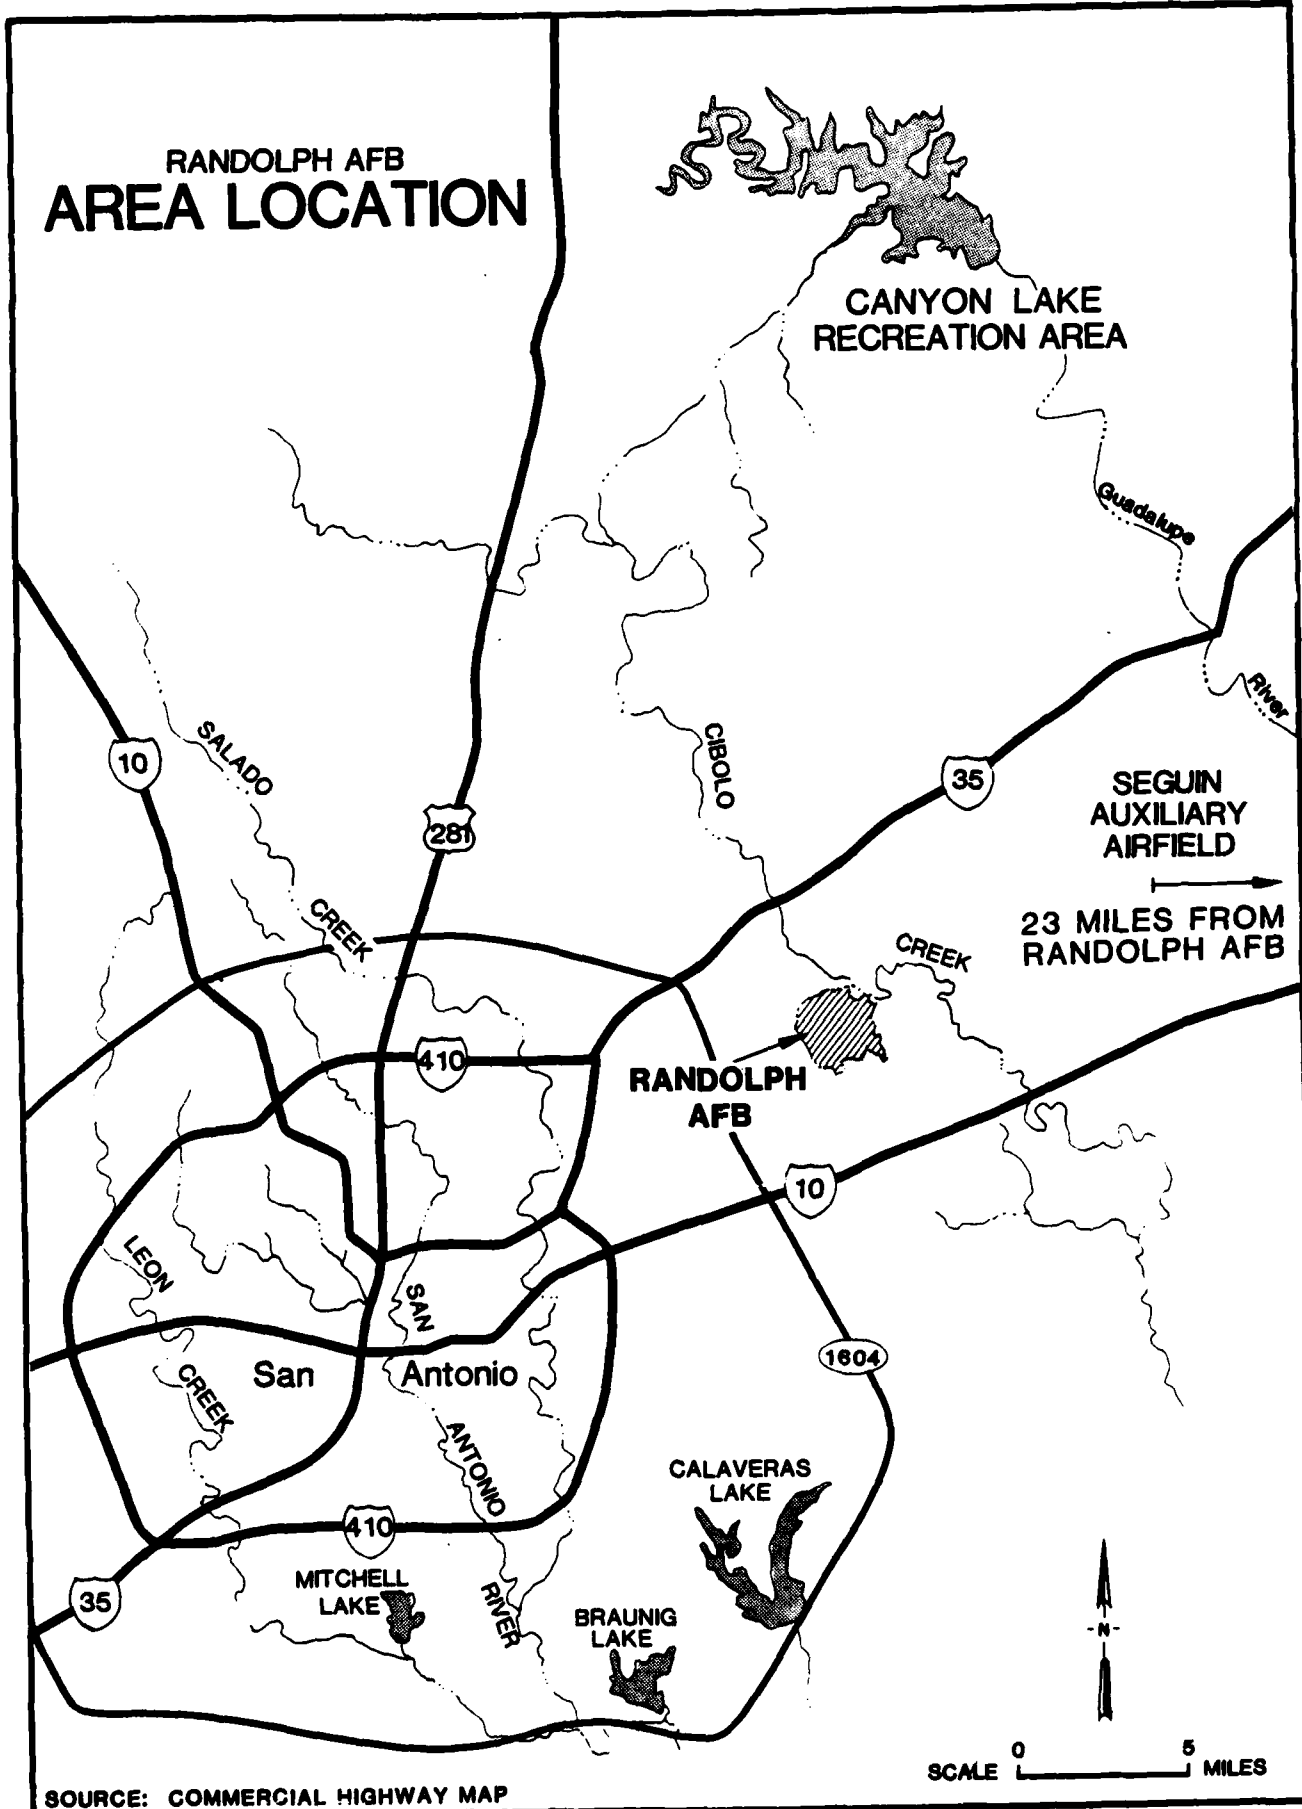 RANDOLPH AFB
AREA LOCATION
CANYON LAKE
RECREATION AREA
Guadalupe
River
SALADO
CREEK
CIBOLO
CREEK
10
281
35
SEGUIN
AUXILIARY
AIRFIELD
23 MILES FROM
RANDOLPH AFB
410
RANDOLPH
AFB
10
LEON
CREEK
SAN
ANTONIO
RIVER
San Antonio
1604
CALAVERAS
LAKE
410
MITCHELL
LAKE
35
BRAUNIG
LAKE
-N-
0 5
SCALE MILES
SOURCE: COMMERCIAL HIGHWAY MAP